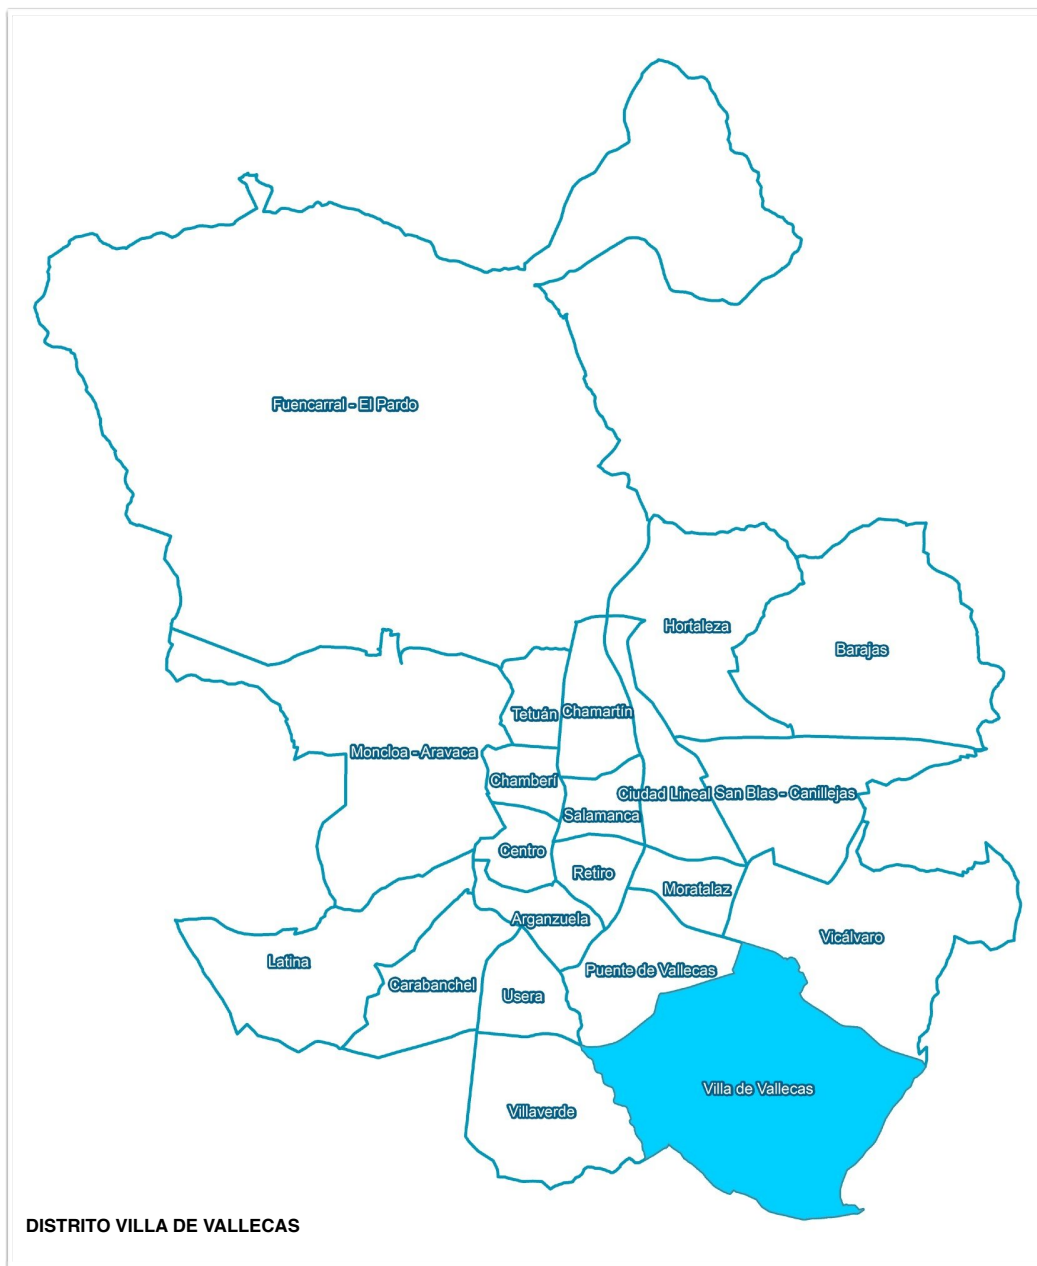 Fuencarral - El Pardo
Hortaleza
Barajas
Tetuán
Chamartín
Moncloa - Aravaca
Chamberí
Ciudad Lineal
San Blas - Canillejas
Salamanca
Centro
Retiro
Moratalaz
Arganzuela
Vicálvaro
Latina
Puente de Vallecas
Carabanchel
Usera
Villa de Vallecas
Villaverde
DISTRITO VILLA DE VALLECAS